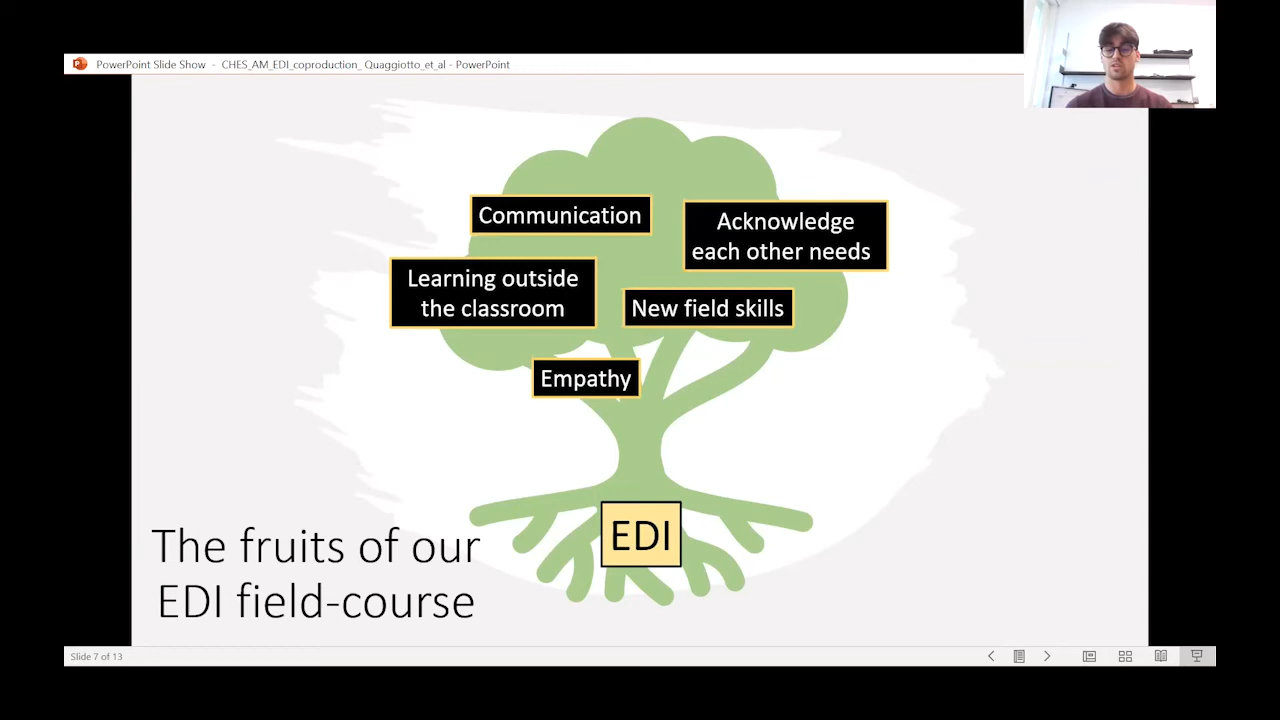 PowerPoint Slide Show - CHES_AM_EDI_coproduction_ Quaggiotto_et_al - PowerPoint
Communication
Acknowledge
each other needs
Learning outside
the classroom
New field skills
Empathy
EDI
The fruits of our
EDI field-course
Slide 7 of 13